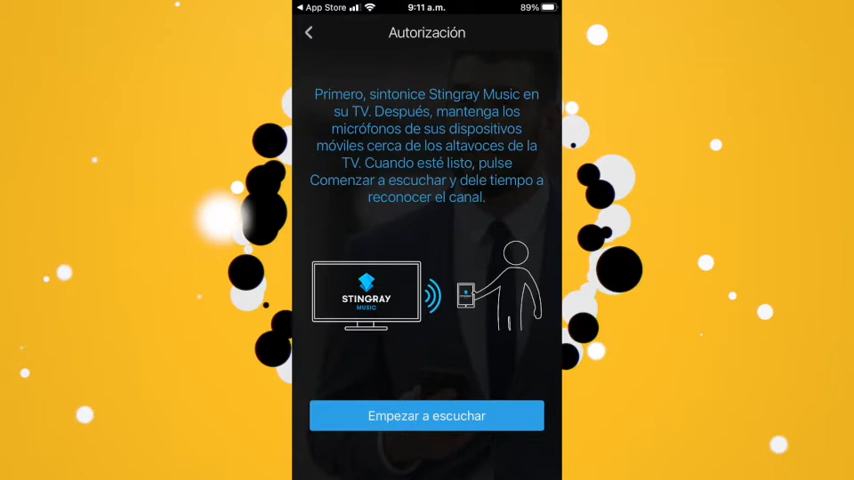 App Store
9:11 a.m.
89%
Autorización
Primero, sintonice Stingray Music en
su TV. Después, mantenga los
micrófonos de sus dispositivos
móviles cerca de los altavoces de la
TV. Cuando esté listo, pulse
Comenzar a escuchar y dele tiempo a
reconocer el canal.
STINGRAY
MUSIC
Empezar a escuchar